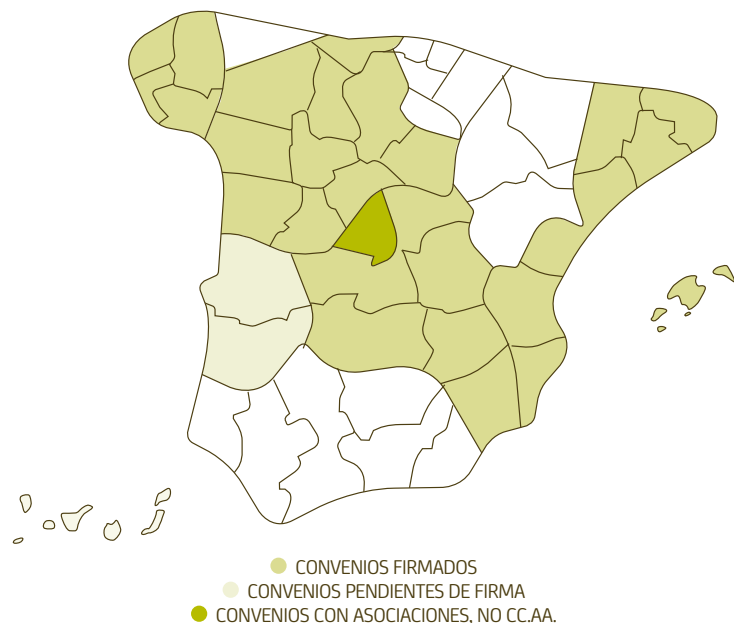 CONVENIOS FIRMADOS
CONVENIOS PENDIENTES DE FIRMA
CONVENIOS CON ASOCIACIONES, NO CC.AA.